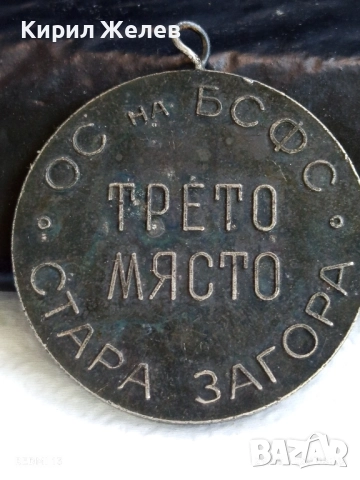 Кирил Желев
ОС на БСФС
ТРЕТО
МЯСТО
СТАРА ЗАГОРА
BAZAR